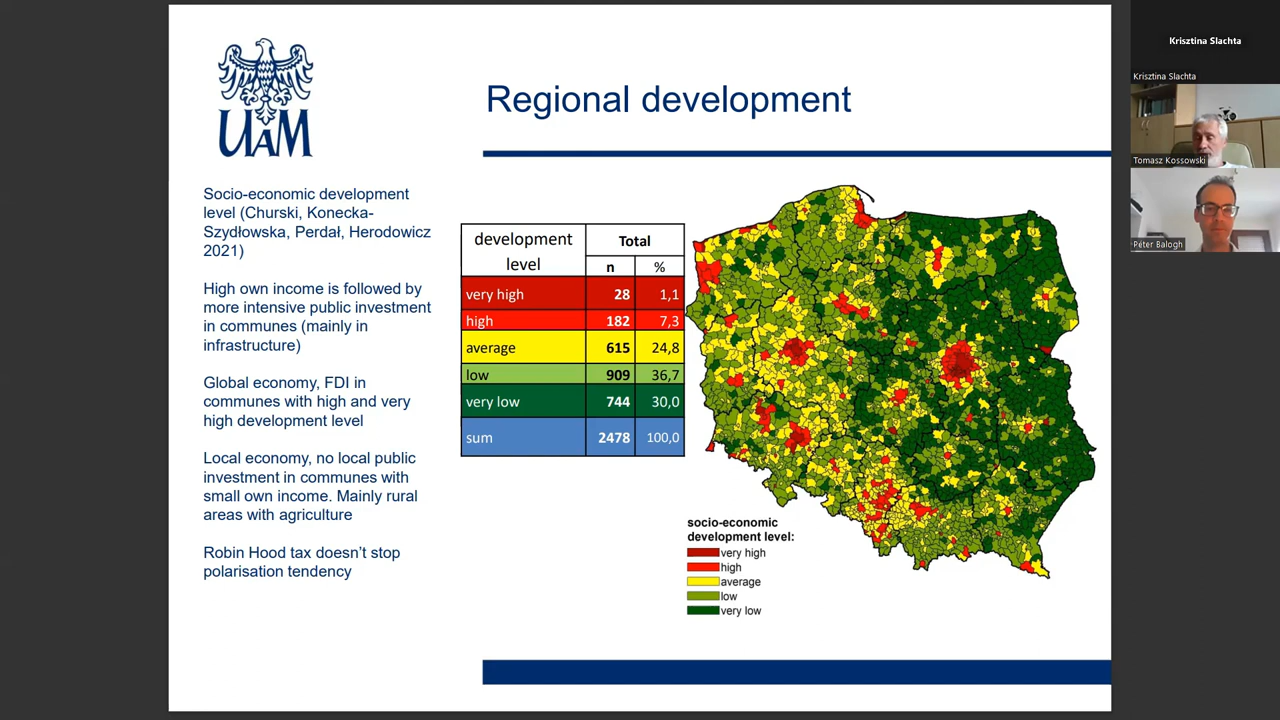 UAM
Regional development
Socio-economic development
level (Churski, Konecka-
Szydłowska, Perdał, Herodowicz
2021)
High own income is followed by
more intensive public investment
in communes (mainly in
infrastructure)
Global economy, FDI in
communes with high and very
high development level
Local economy, no local public
investment in communes with
small own income. Mainly rural
areas with agriculture
Robin Hood tax doesn't stop
polarisation tendency
development level Total
n %
very high 28 1,1
high 182 7,3
average 615 24,8
low 909 36,7
very low 744 30,0
sum 2478 100,0
socio-economic
development level:
very high
high
average
low
very low
Krisztina Slachta
Krisztina Slachta
Tomasz Kossowski
Péter Balogh